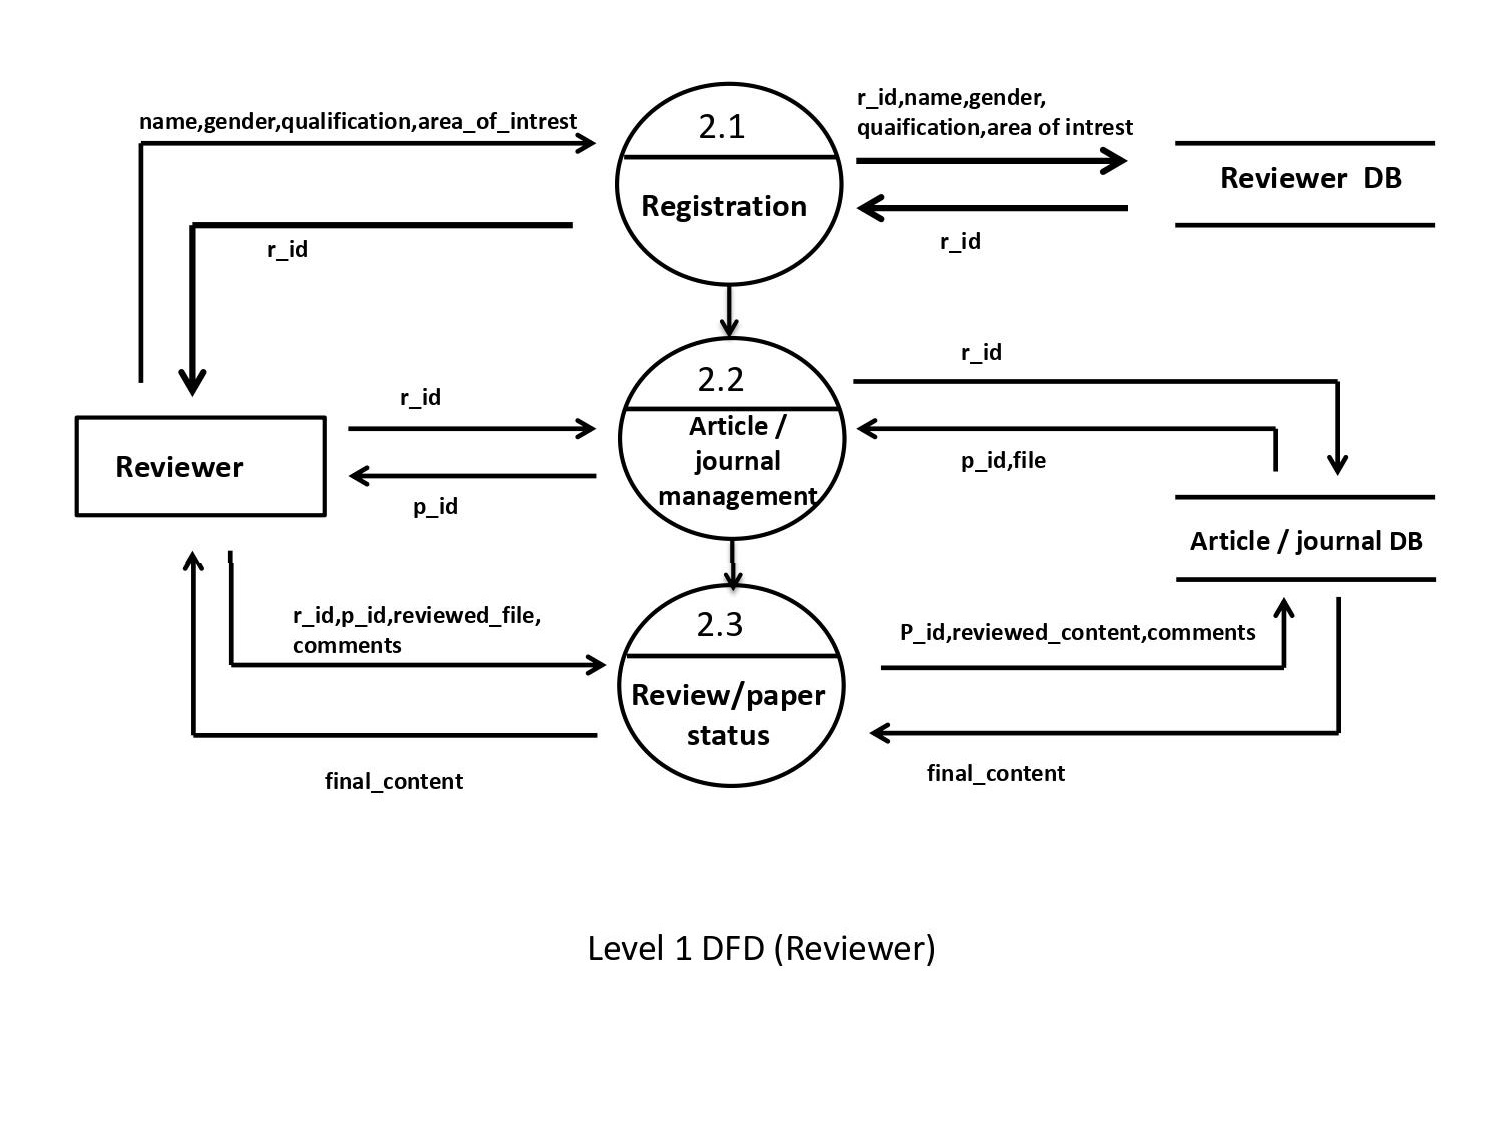 name,gender,qualification,area_of_intrest
2.1
Registration
r_id,name,gender,
quaification,area of intrest
Reviewer  DB
r_id
r_id
2.2
Article /
journal
management
r_id
p_id,file
r_id
p_id
Reviewer
Article / journal DB
2.3
Review/paper
status
r_id,p_id,reviewed_file,
comments
P_id,reviewed_content,comments
final_content
final_content
Level 1 DFD (Reviewer)